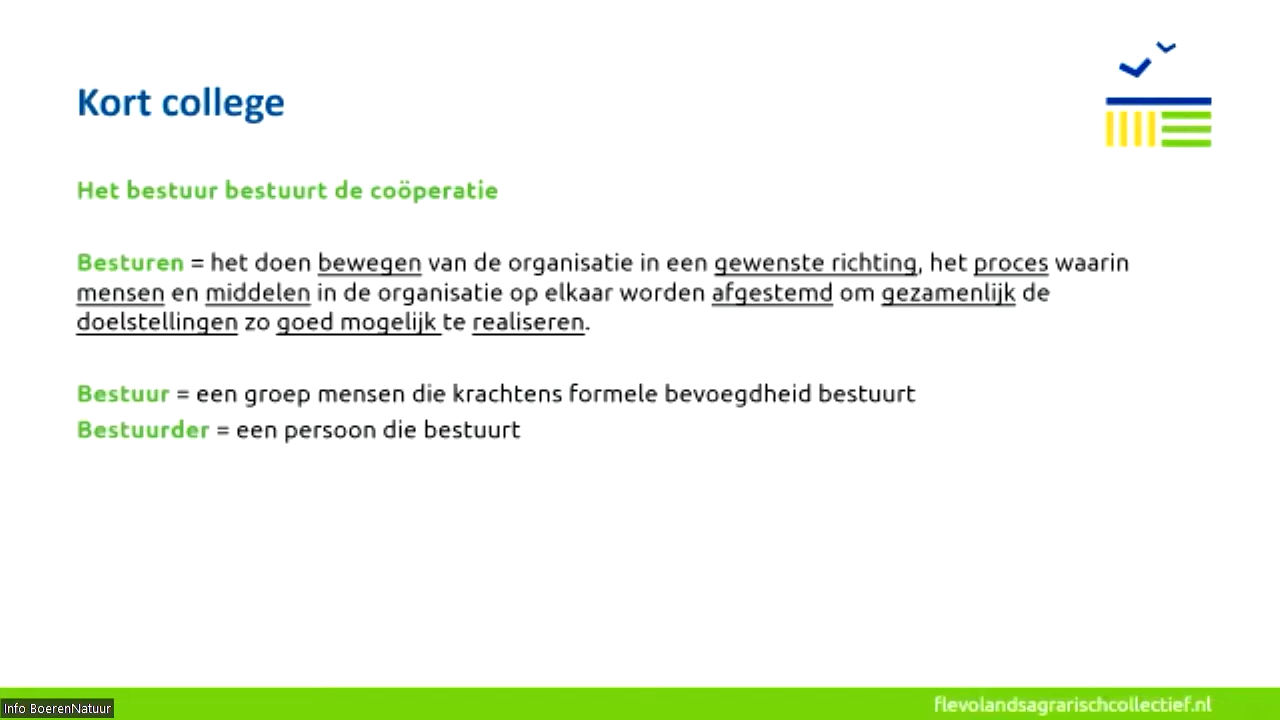 Kort college
Het bestuur bestuurt de coöperatie
Besturen = het doen bewegen van de organisatie in een gewenste richting, het proces waarin
mensen en middelen in de organisatie op elkaar worden afgestemd om gezamenlijk de
doelstellingen zo goed mogelijk te realiseren.
Bestuur = een groep mensen die krachtens formele bevoegdheid bestuurt
Bestuurder = een persoon die bestuurt
flevolandsagrarischcollectief.nl
Info BoerenNatuur